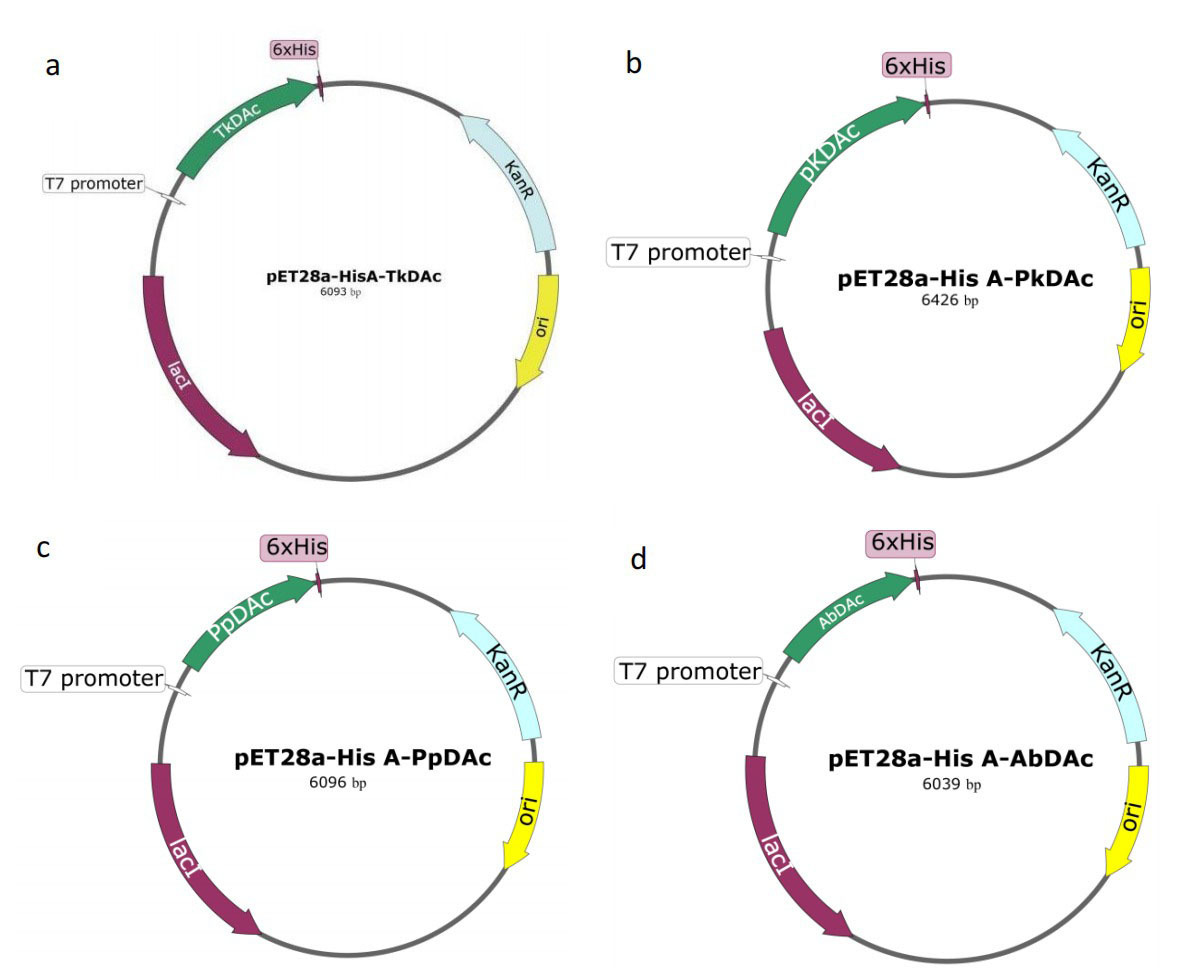 a
6xHis
TkDAc
T7 promoter
KanR
pET28a-HisA-TkDAc
6093 bp
ori
lacI
b
6xHis
pKDAc
KanR
T7 promoter
pET28a-His A-PkDAc
6426 bp
ori
lacI
c
6xHis
PpDAc
KanR
T7 promoter
pET28a-His A-PpDAc
6096 bp
ori
lacI
d
6xHis
AbDAc
KanR
T7 promoter
pET28a-His A-AbDAc
6039 bp
ori
lacI